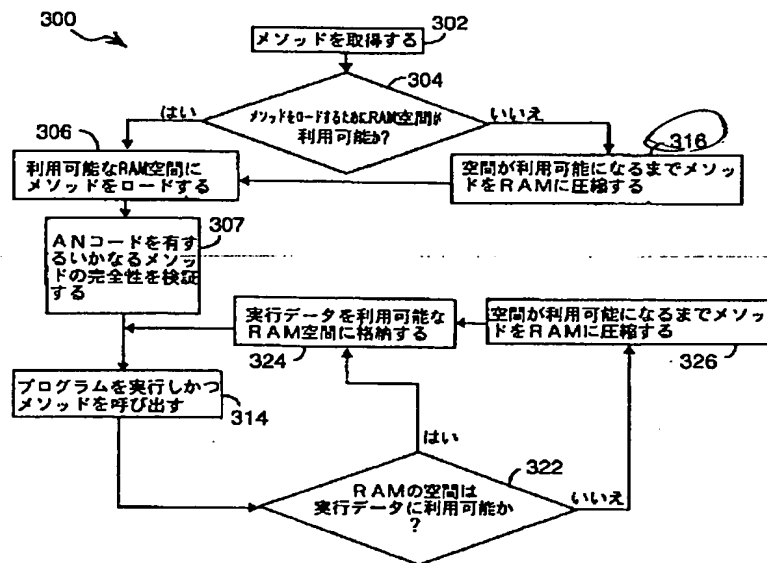 300
302
メソッドを取得する
304
メソッドをロードするためにRAM空間が
利用可能か?
はい
いいえ
306
利用可能なRAM空間に
メソッドをロードする
316
空間が利用可能になるまでメソッ
ドをRAMに圧縮する
307
ANコードを有す
るいかなるメソッ
ドの完全性を検証
する
実行データを利用可能な
RAM空間に格納する
324
空間が利用可能になるまでメソッ
ドをRAMに圧縮する
326
プログラムを実行しかつ
メソッドを呼び出す
314
はい
322
RAMの空間は
実行データに利用可能か
?
いいえ